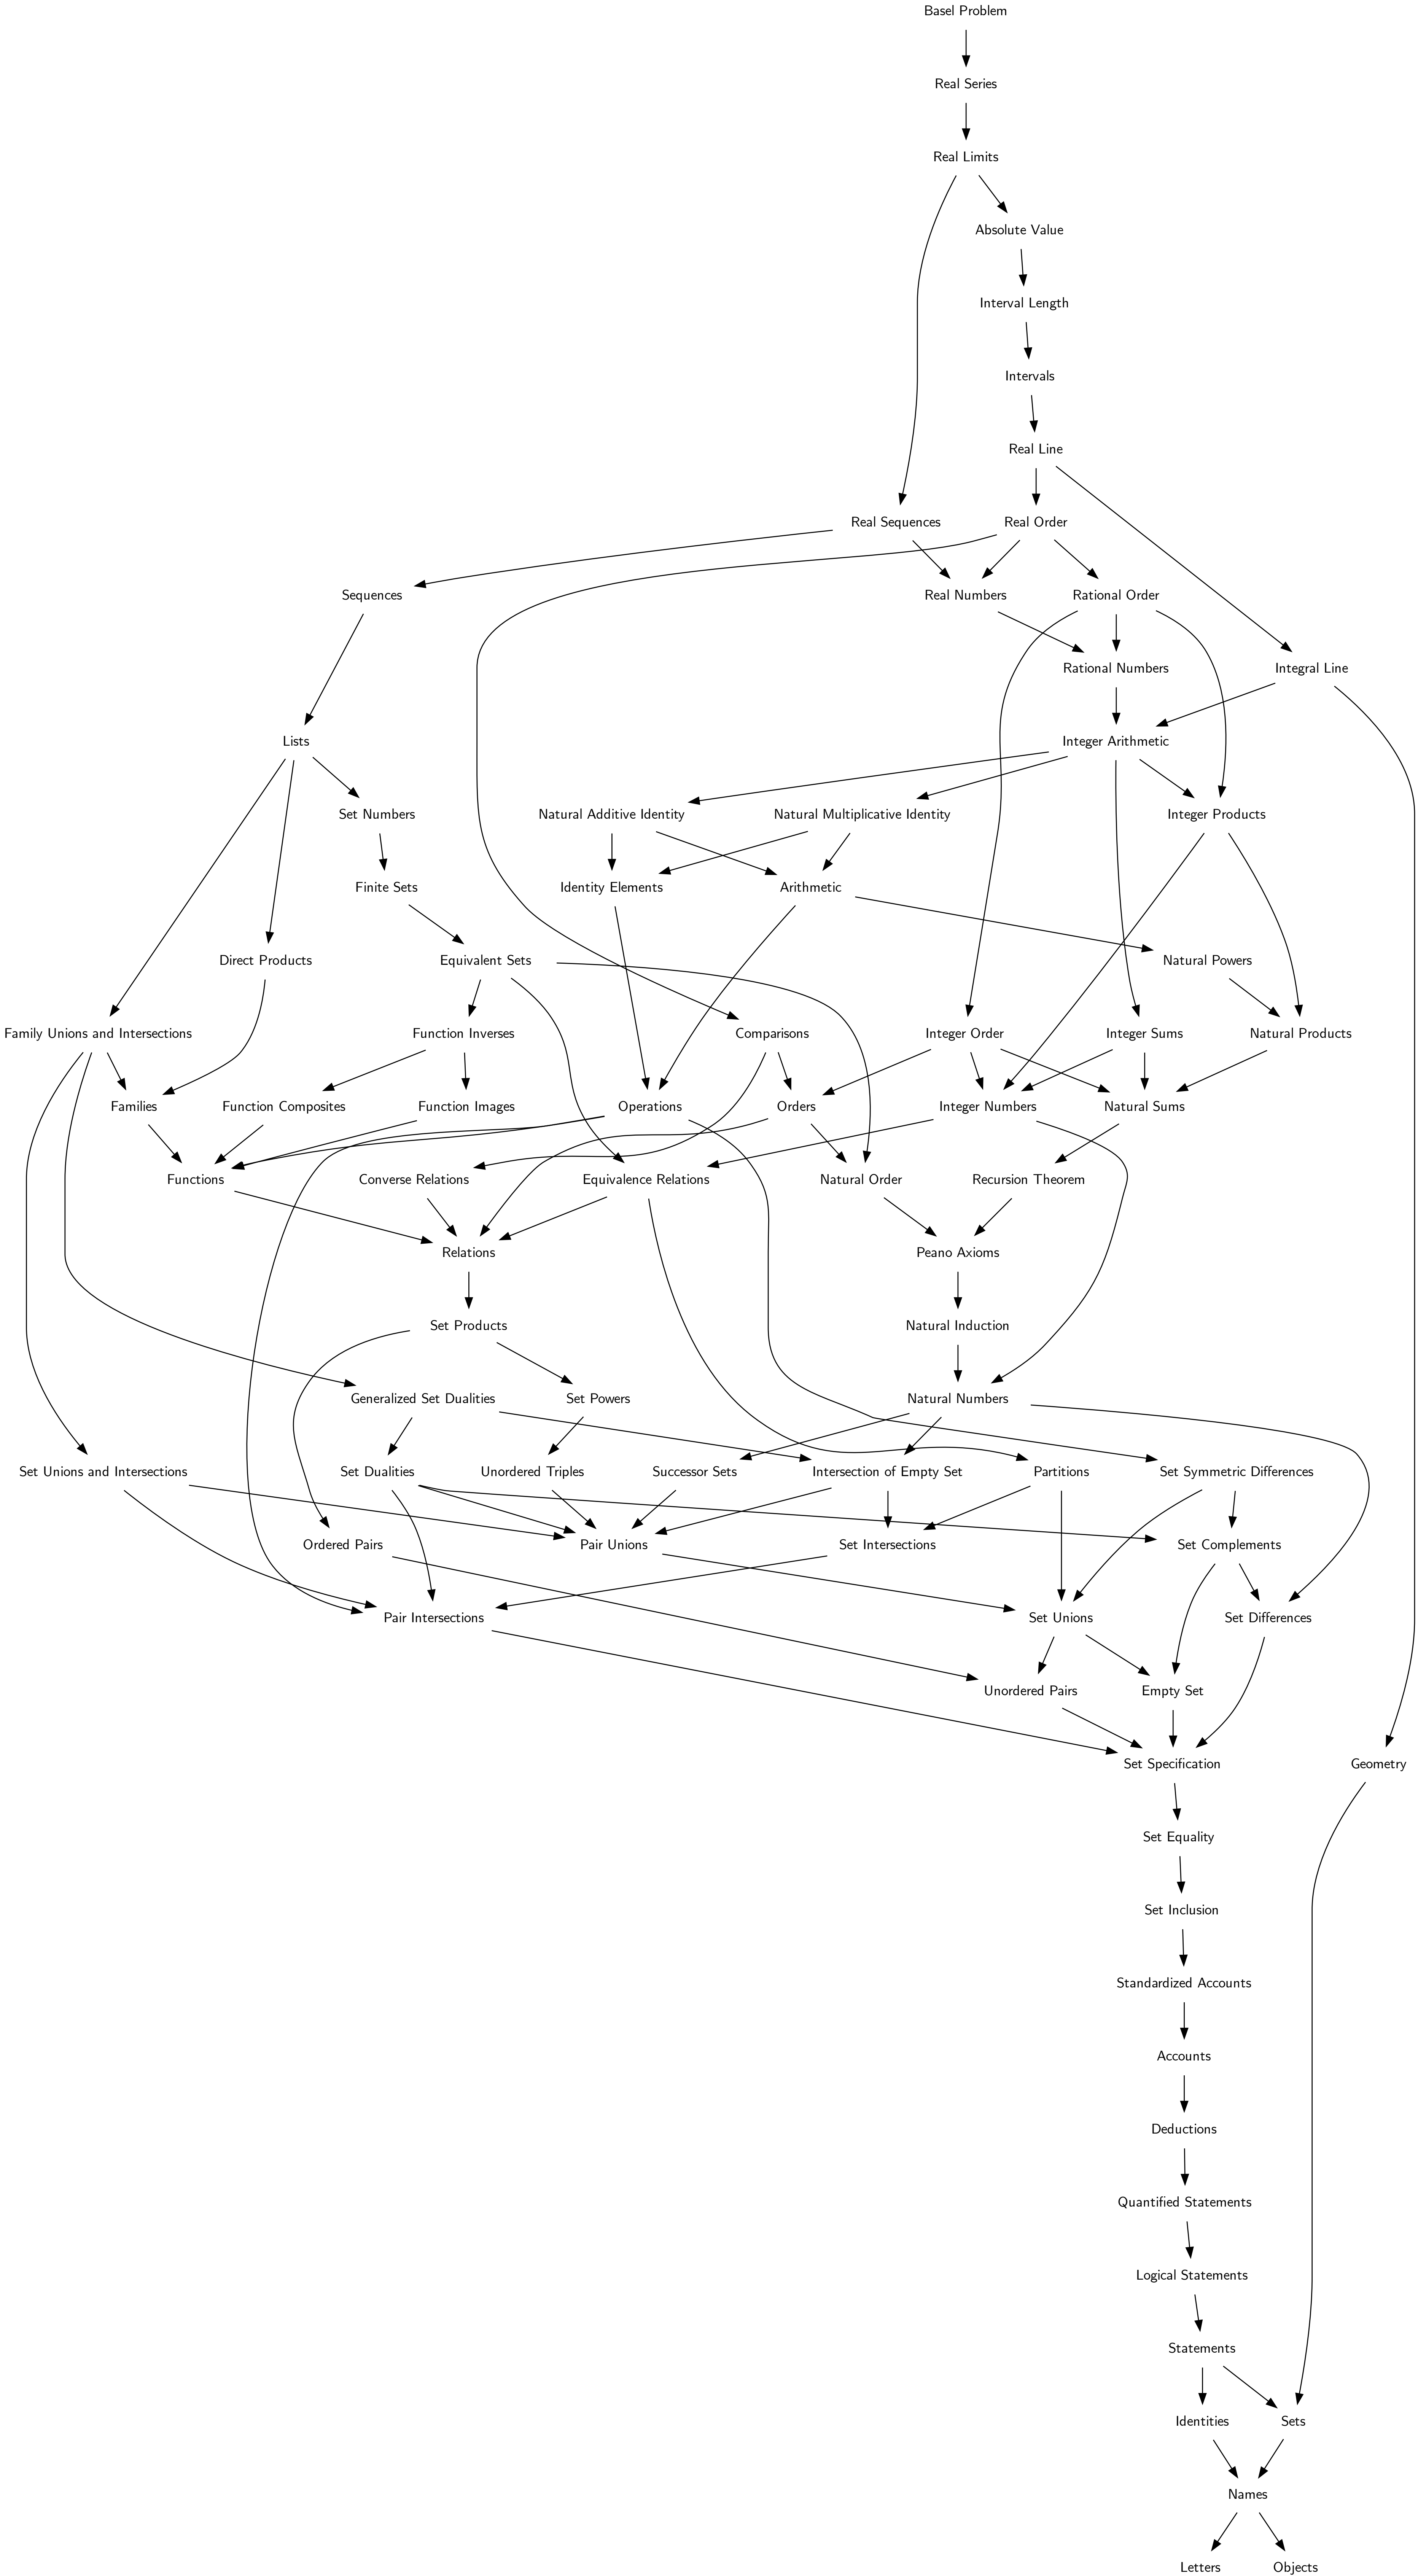 Basel Problem
Real Series
Real Limits
Absolute Value
Interval Length
Intervals
Real Line
Real Sequences
Real Order
Sequences
Real Numbers
Rational Order
Rational Numbers
Integral Line
Lists
Integer Arithmetic
Set Numbers
Natural Additive Identity
Natural Multiplicative Identity
Integer Products
Finite Sets
Identity Elements
Arithmetic
Direct Products
Equivalent Sets
Natural Powers
Family Unions and Intersections
Function Inverses
Comparisons
Integer Order
Integer Sums
Natural Products
Families
Function Composites
Function Images
Operations
Orders
Integer Numbers
Natural Sums
Functions
Converse Relations
Equivalence Relations
Natural Order
Recursion Theorem
Relations
Peano Axioms
Set Products
Natural Induction
Generalized Set Dualities
Set Powers
Natural Numbers
Set Unions and Intersections
Set Dualities
Unordered Triples
Successor Sets
Intersection of Empty Set
Partitions
Set Symmetric Differences
Ordered Pairs
Pair Unions
Set Intersections
Set Complements
Pair Intersections
Set Unions
Set Differences
Unordered Pairs
Empty Set
Set Specification
Geometry
Set Equality
Set Inclusion
Standardized Accounts
Accounts
Deductions
Quantified Statements
Logical Statements
Statements
Identities
Sets
Names
Letters
Objects